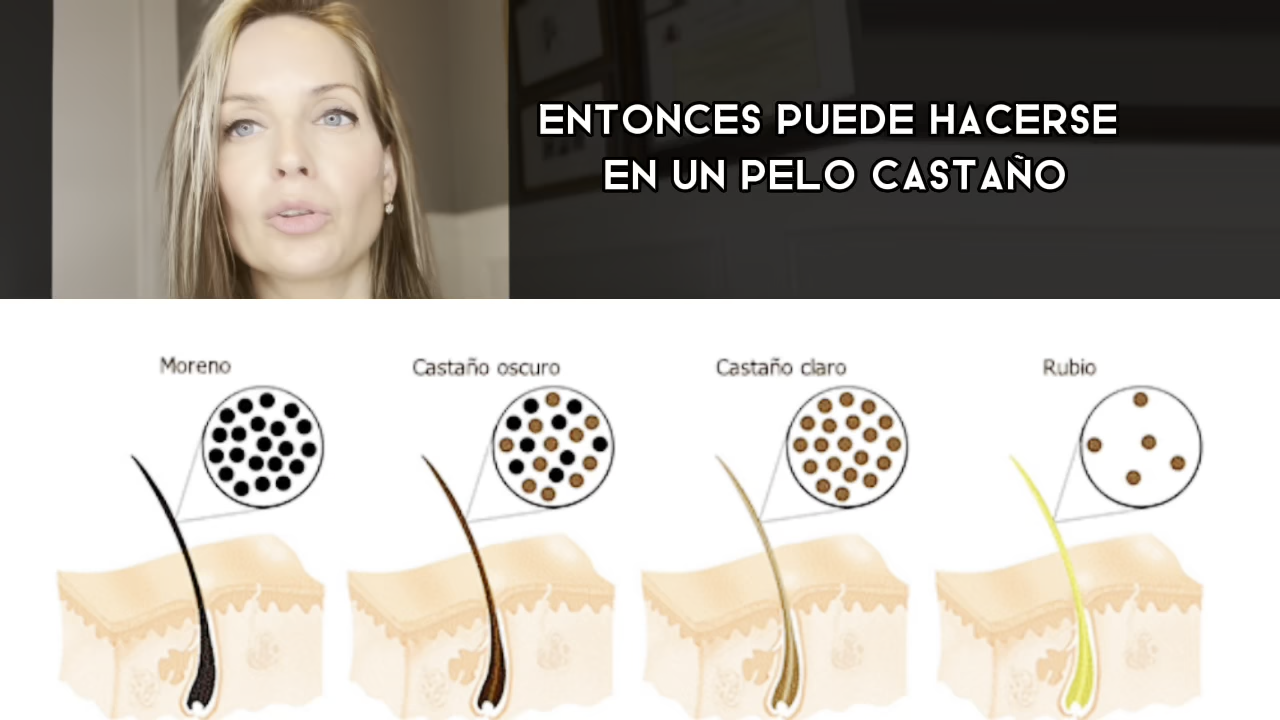 ENTONCES PUEDE HACERSE
EN UN PELO CASTAÑO
Moreno
Castaño oscuro
Castaño claro
Rubio